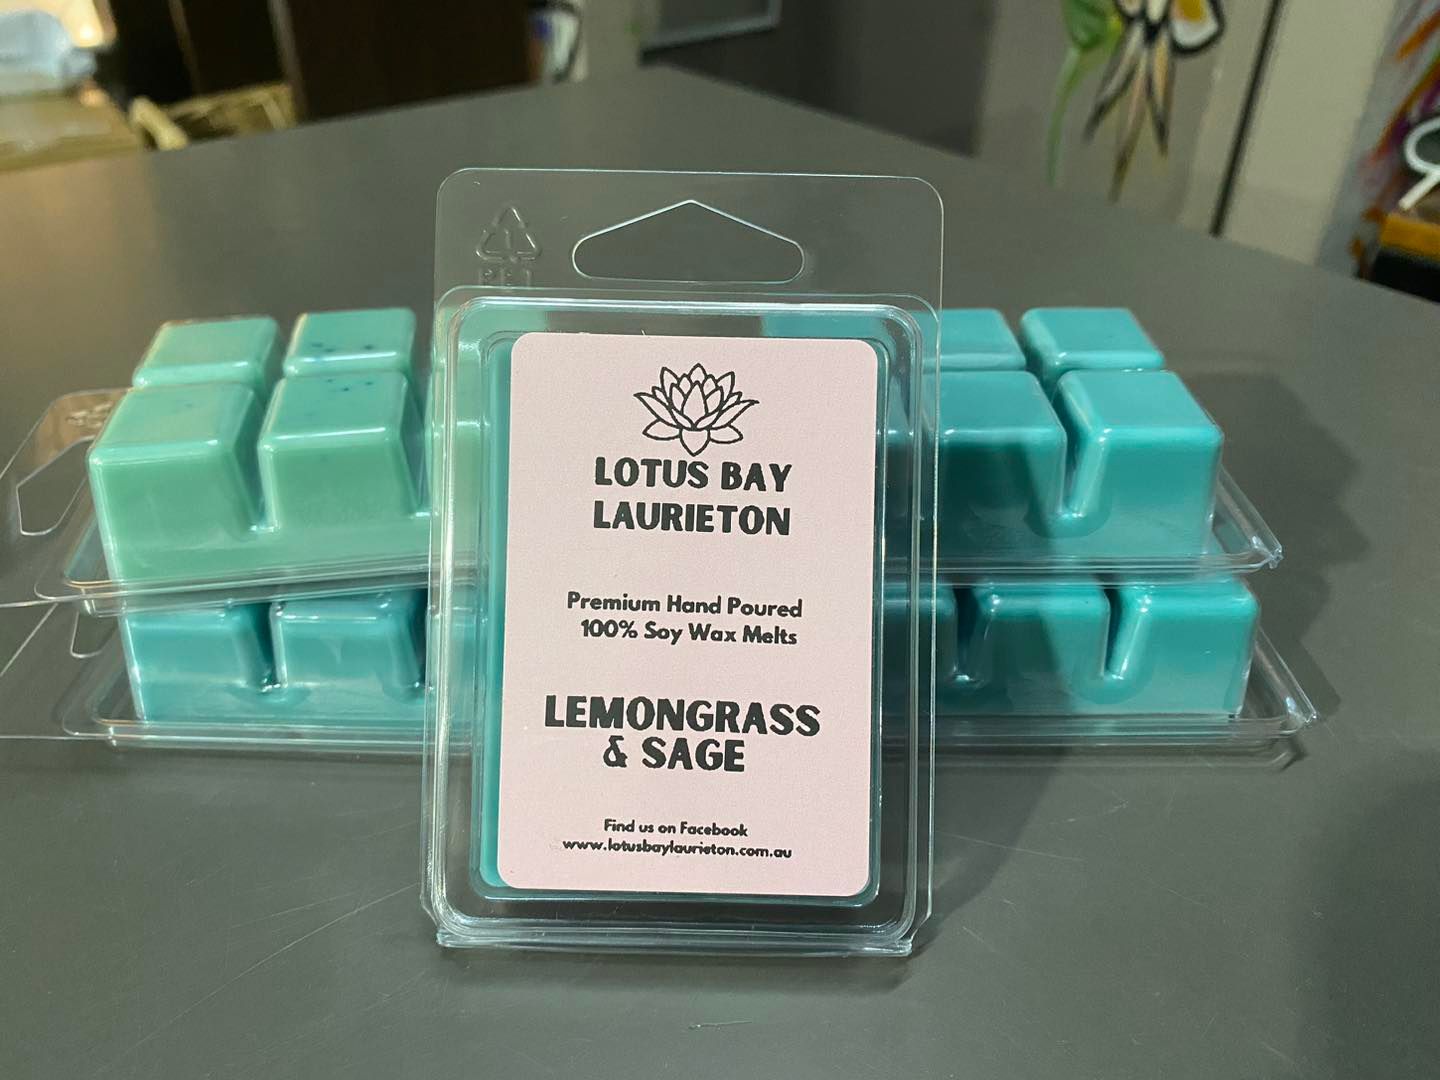 LOTUS BAY
LAURIETON
Premium Hand Poured
100% Soy Wax Melts
LEMONGRASS
& SAGE
Find us on Facebook
www.lotusbaylaurieton.com.au